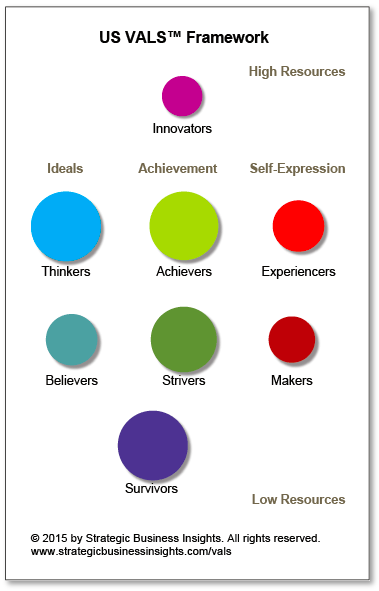 US VALS™ Framework
High Resources
Innovators
Ideals Achievement Self-Expression
Thinkers Achievers Experiencers
Believers Strivers Makers
Survivors
Low Resources
© 2015 by Strategic Business Insights. All rights reserved.
www.strategicbusinessinsights.com/vals